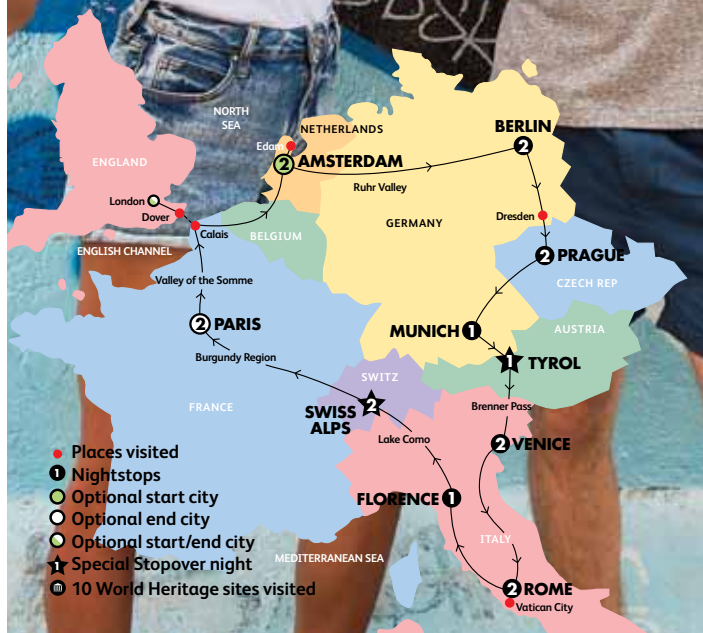 NORTH
SEA
NETHERLANDS
BERLIN
2
Edam
ENGLAND
2 AMSTERDAM
Ruhr Valley
London
Dover
Dresden
GERMANY
Calais
BELGIUM
ENGLISH CHANNEL
2 PRAGUE
Valley of the Somme
CZECH REP
2 PARIS
MUNICH 1
AUSTRIA
Burgundy Region
1 TYROL
SWITZ
FRANCE
SWISS
ALPS
2
Brenner Pass
Lake Como
2 VENICE
Places visited
1 Nightstops
Optional start city
FLORENCE 1
Optional end city
Optional start/end city
ITALY
MEDITERRANEAN SEA
1 Special Stopover night
10 World Heritage sites visited
2 ROME
Vatican City